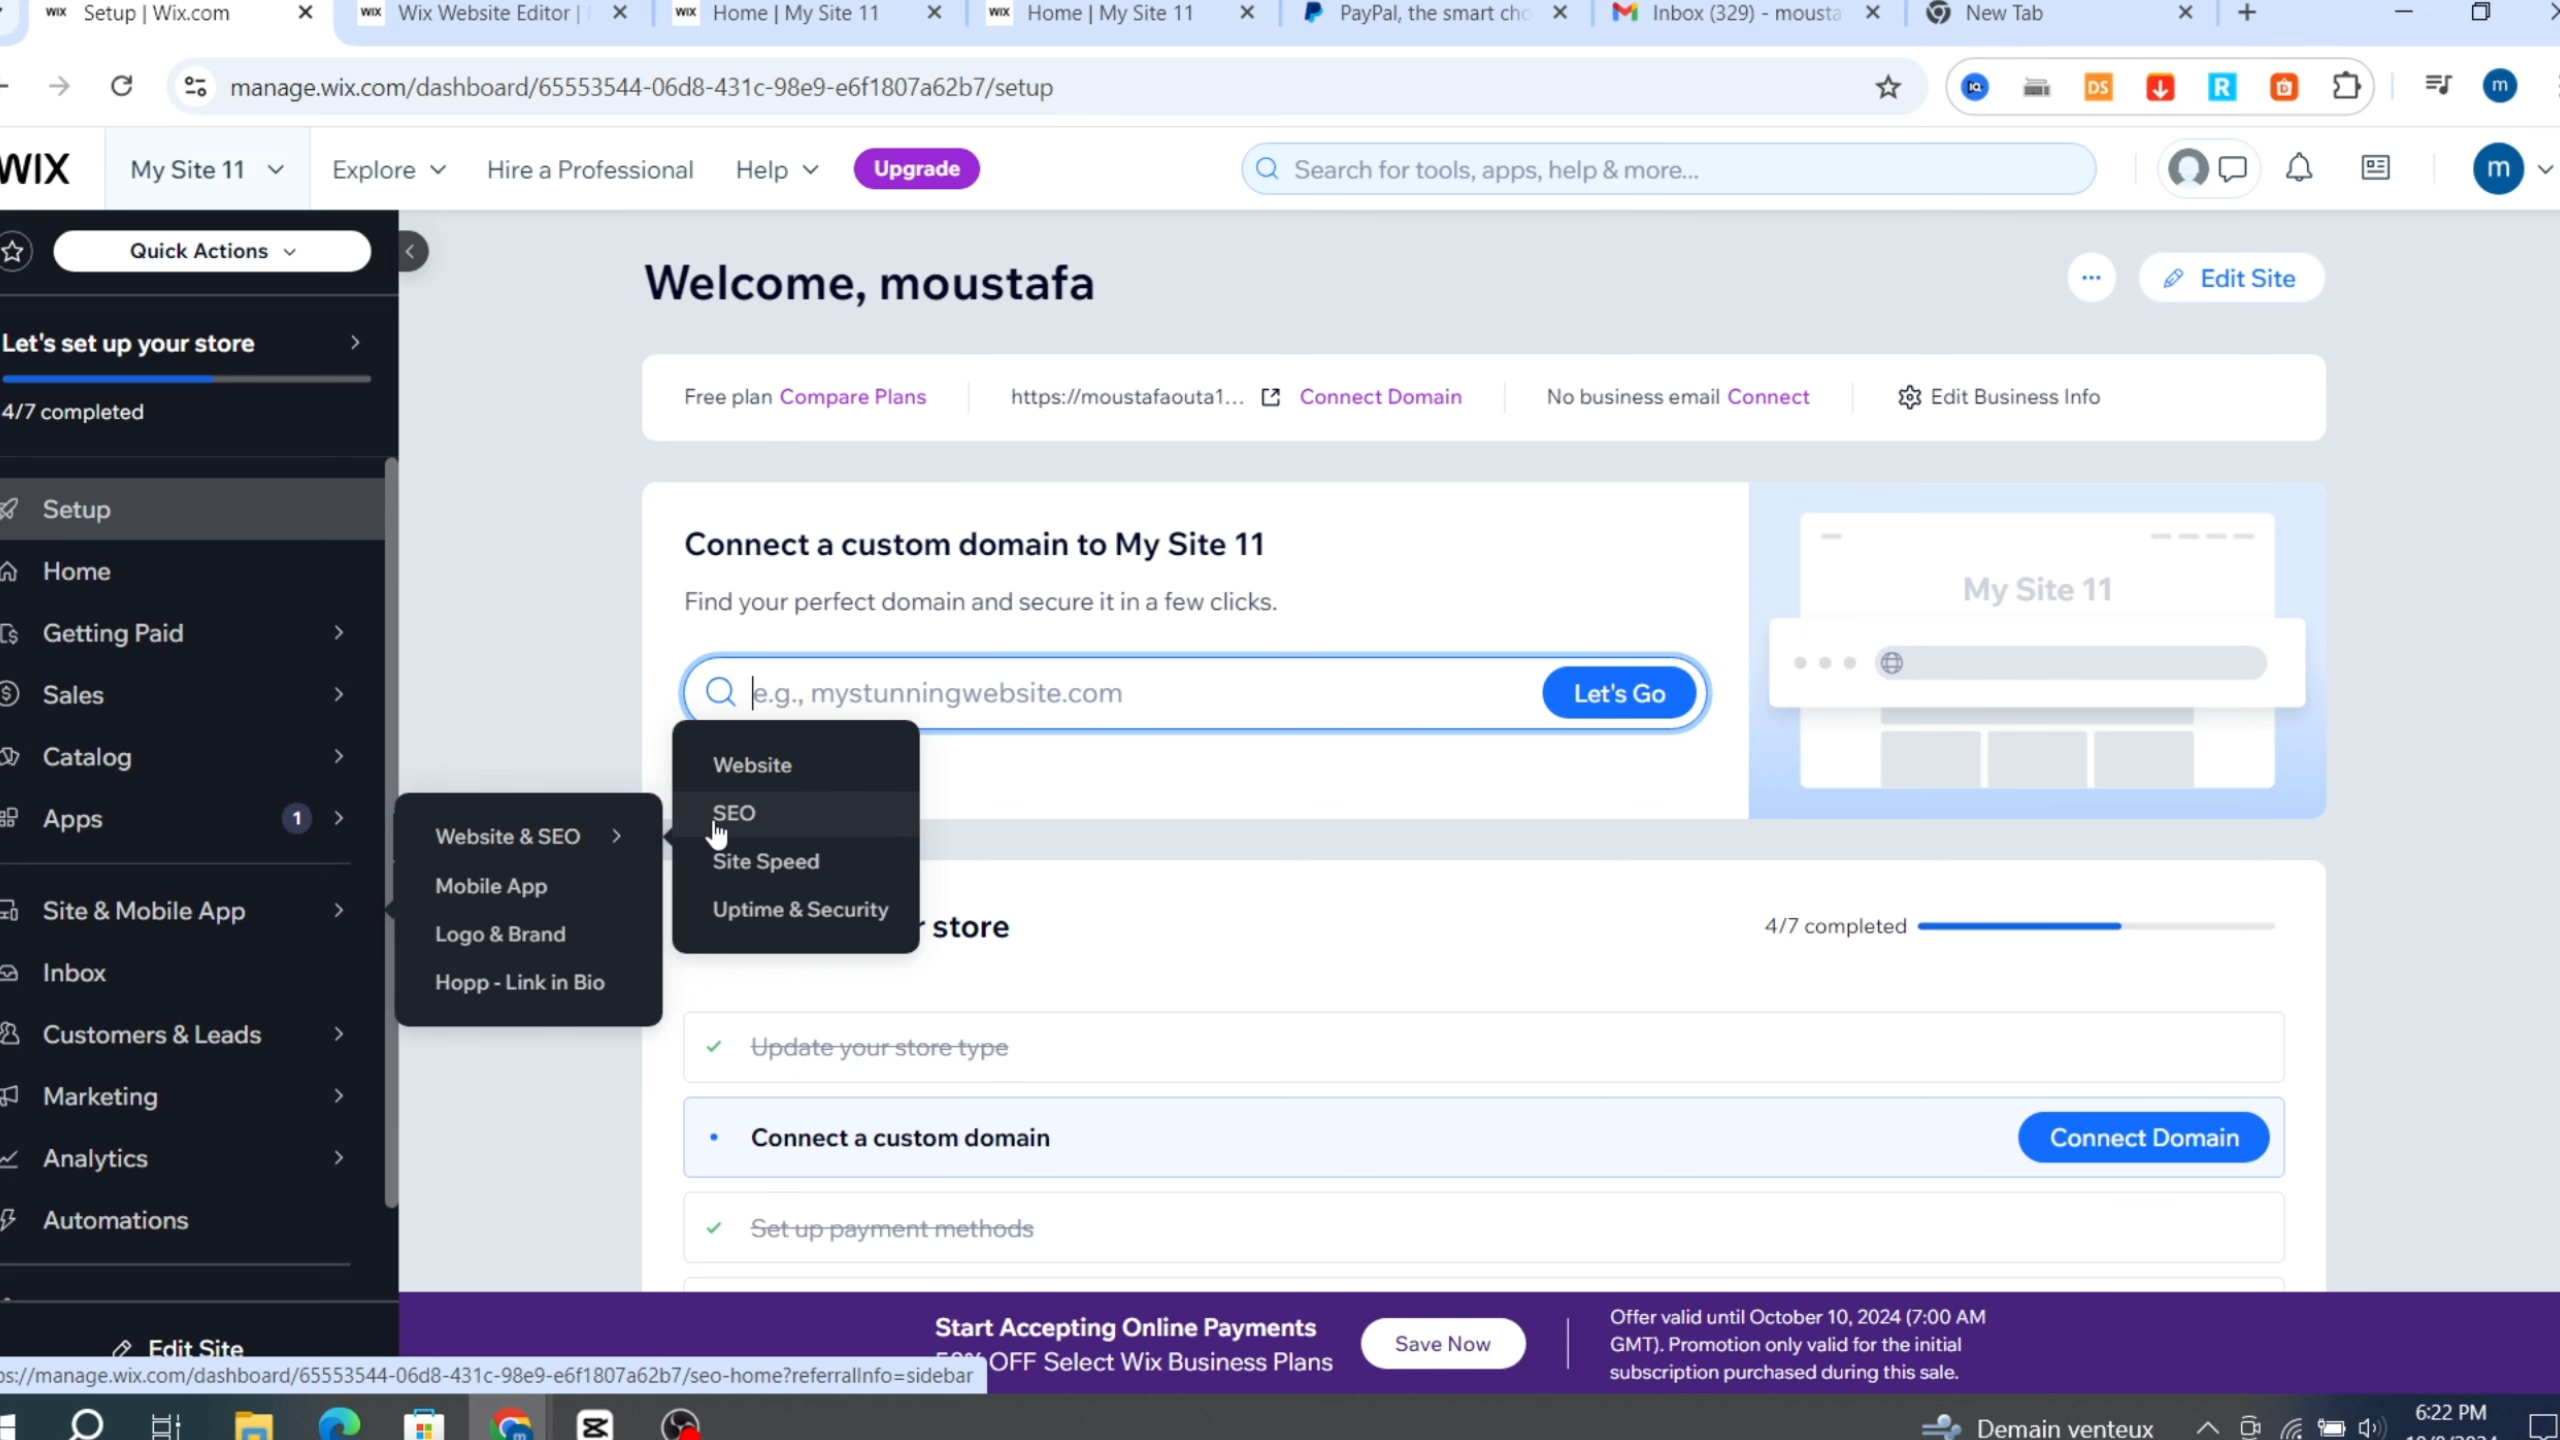 Setup | Wix.com
Wix Website Editor |
Home | My Site 11
Home | My Site 11
PayPal, the smart cho
Inbox (329) - mousta
New Tab
manage.wix.com/dashboard/65553544-06d8-431c-98e9-e6f1807a62b7/setup
WIX
My Site 11
Explore
Hire a Professional
Help
Upgrade
Search for tools, apps, help & more...
m
Quick Actions
Let's set up your store
4/7 completed
Setup
Home
Getting Paid
Sales
Catalog
Apps
1
Site & Mobile App
Inbox
Customers & Leads
Marketing
Analytics
Automations
Edit Site
Website & SEO
Mobile App
Logo & Brand
Hopp - Link in Bio
Website
SEO
Site Speed
Uptime & Security
Welcome, moustafa
Edit Site
Free plan Compare Plans
https://moustafaouta1... Connect Domain
No business email Connect
Edit Business Info
Connect a custom domain to My Site 11
Find your perfect domain and secure it in a few clicks.
e.g., mystunningwebsite.com
Let's Go
My Site 11
store
4/7 completed
Update your store type
Connect a custom domain
Connect Domain
Set up payment methods
Start Accepting Online Payments
OFF Select Wix Business Plans
Save Now
Offer valid until October 10, 2024 (7:00 AM
GMT). Promotion only valid for the initial
subscription purchased during this sale.
ps://manage.wix.com/dashboard/65553544-06d8-431c-98e9-e6f1807a62b7/seo-home?referralInfo=sidebar
Demain venteux
6:22 PM